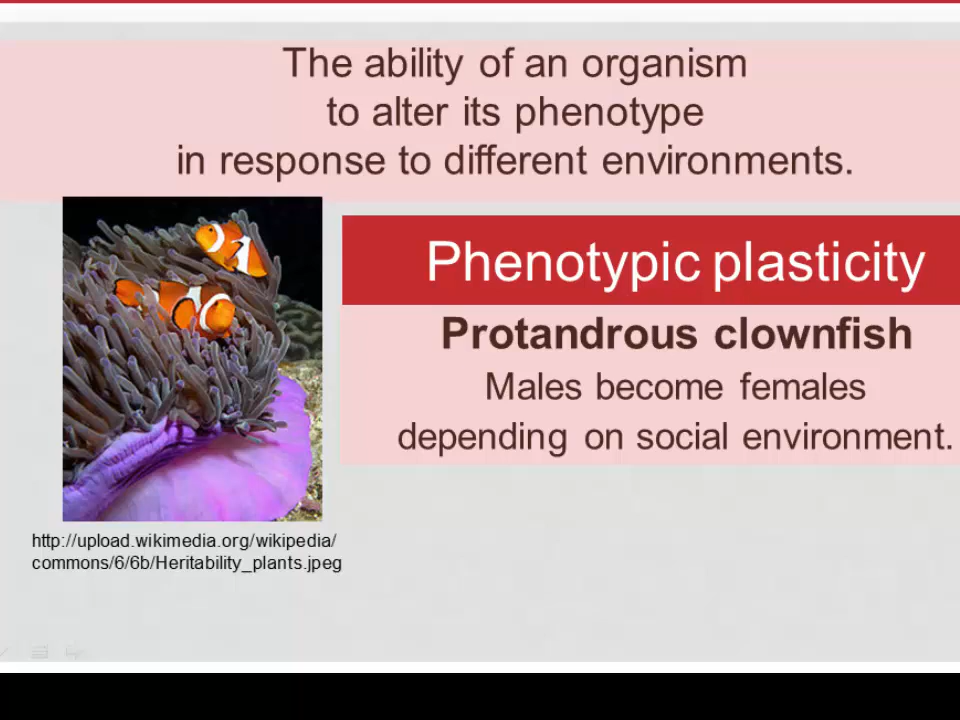 The ability of an organism
to alter its phenotype
in response to different environments.
Phenotypic plasticity
Protandrous clownfish
Males become females
depending on social environment.
http://upload.wikimedia.org/wikipedia/
commons/6/6b/Heritability_plants.jpeg